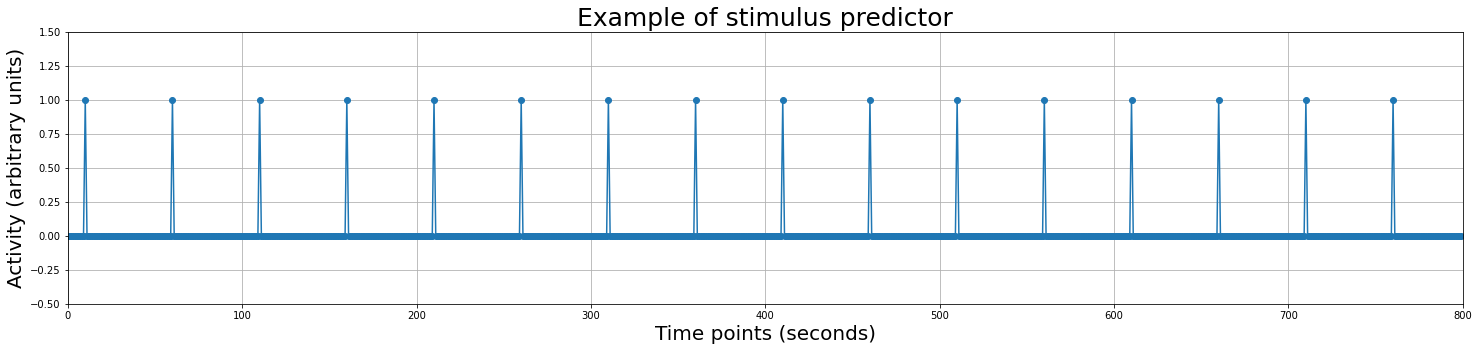 Example of stimulus predictor
Activity (arbitrary units)
1.50
1.25
1.00
0.75
0.50
0.25
0.00
−0.25
−0.50
0 100 200 300 400 500 600 700 800
Time points (seconds)